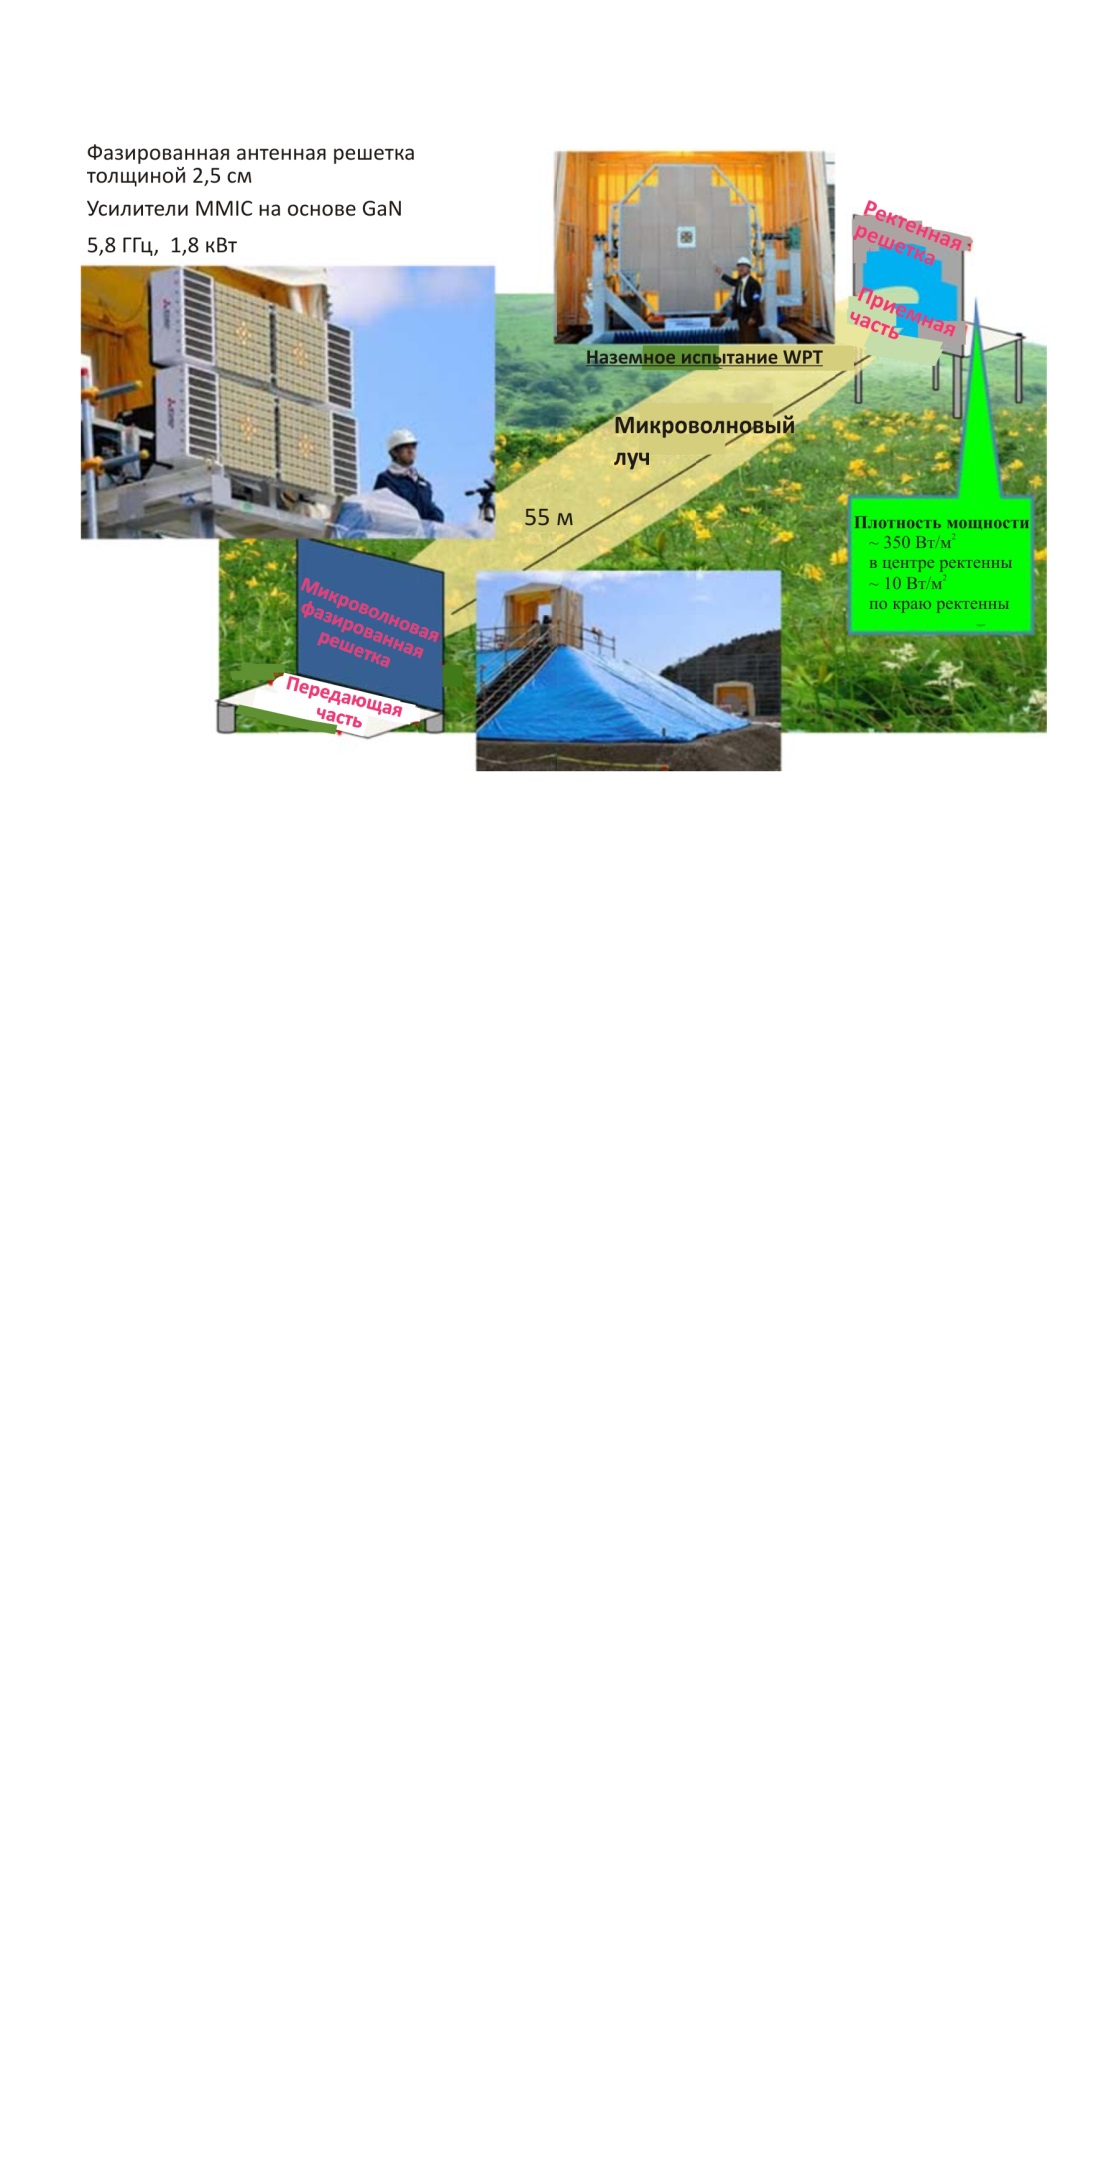 Фазированная антенная решетка
толщиной 2,5 см
Усилители MMIC на основе GaN
5,8 ГГц, 1,8 кВт
Наземное испытание WPT
Ректенная
решетка
Приемная
часть
Микроволновый
луч
55 м
Плотность мощности
~ 350 Вт/м²
в центре ректенны
~ 10 Вт/м²
по краю ректенны
Микроволновая
фазированная
решетка
Передающая
часть